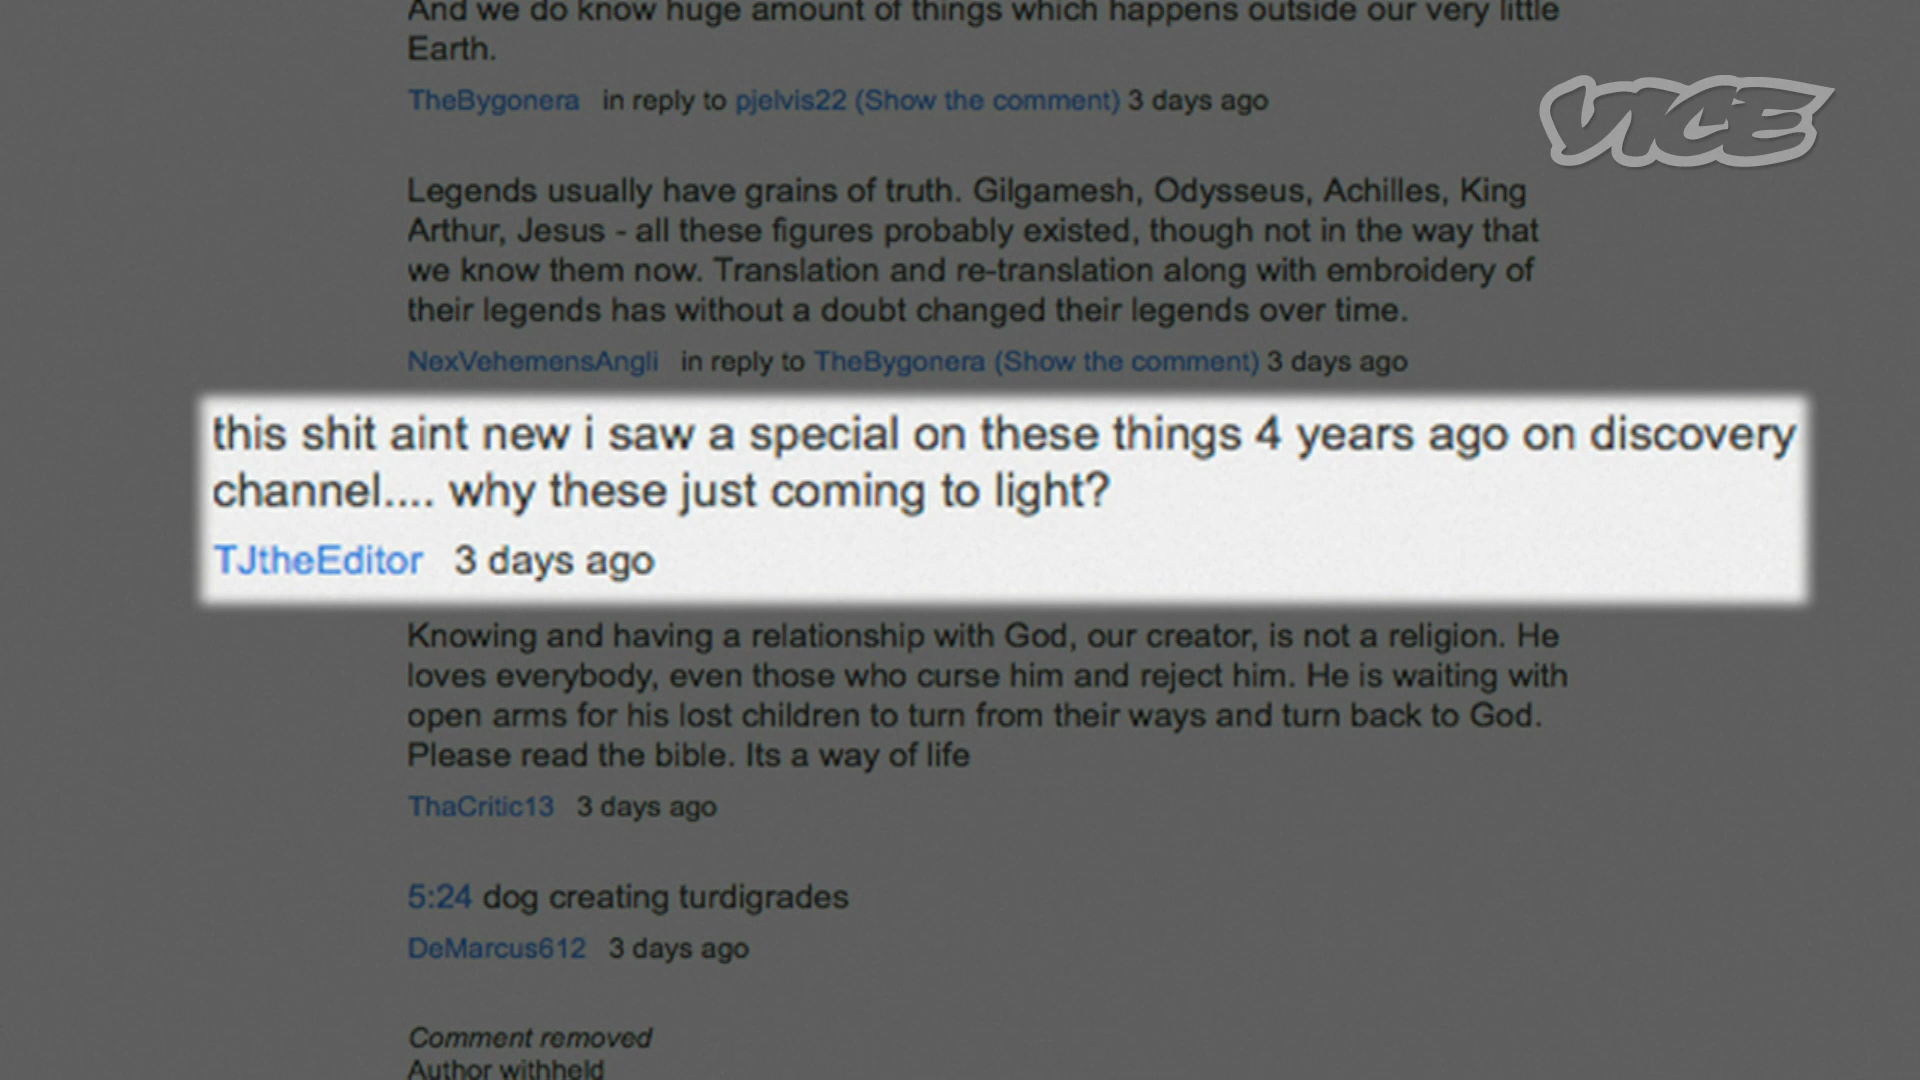 And we do know huge amount of things which happens outside our very little
Earth.
TheBygonera in reply to pjelvis22 (Show the comment) 3 days ago
VICE
Legends usually have grains of truth. Gilgamesh, Odysseus, Achilles, King
Arthur, Jesus - all these figures probably existed, though not in the way that
we know them now. Translation and re-translation along with embroidery of
their legends has without a doubt changed their legends over time.
NexVehemensAngli in reply to TheBygonera (Show the comment) 3 days ago
this shit aint new i saw a special on these things 4 years ago on discovery
channel.... why these just coming to light?
TJtheEditor 3 days ago
Knowing and having a relationship with God, our creator, is not a religion. He
loves everybody, even those who curse him and reject him. He is waiting with
open arms for his lost children to turn from their ways and turn back to God.
Please read the bible. Its a way of life
ThaCritic13 3 days ago
5:24 dog creating turdigrades
DeMarcus612 3 days ago
Comment removed
Author withheld